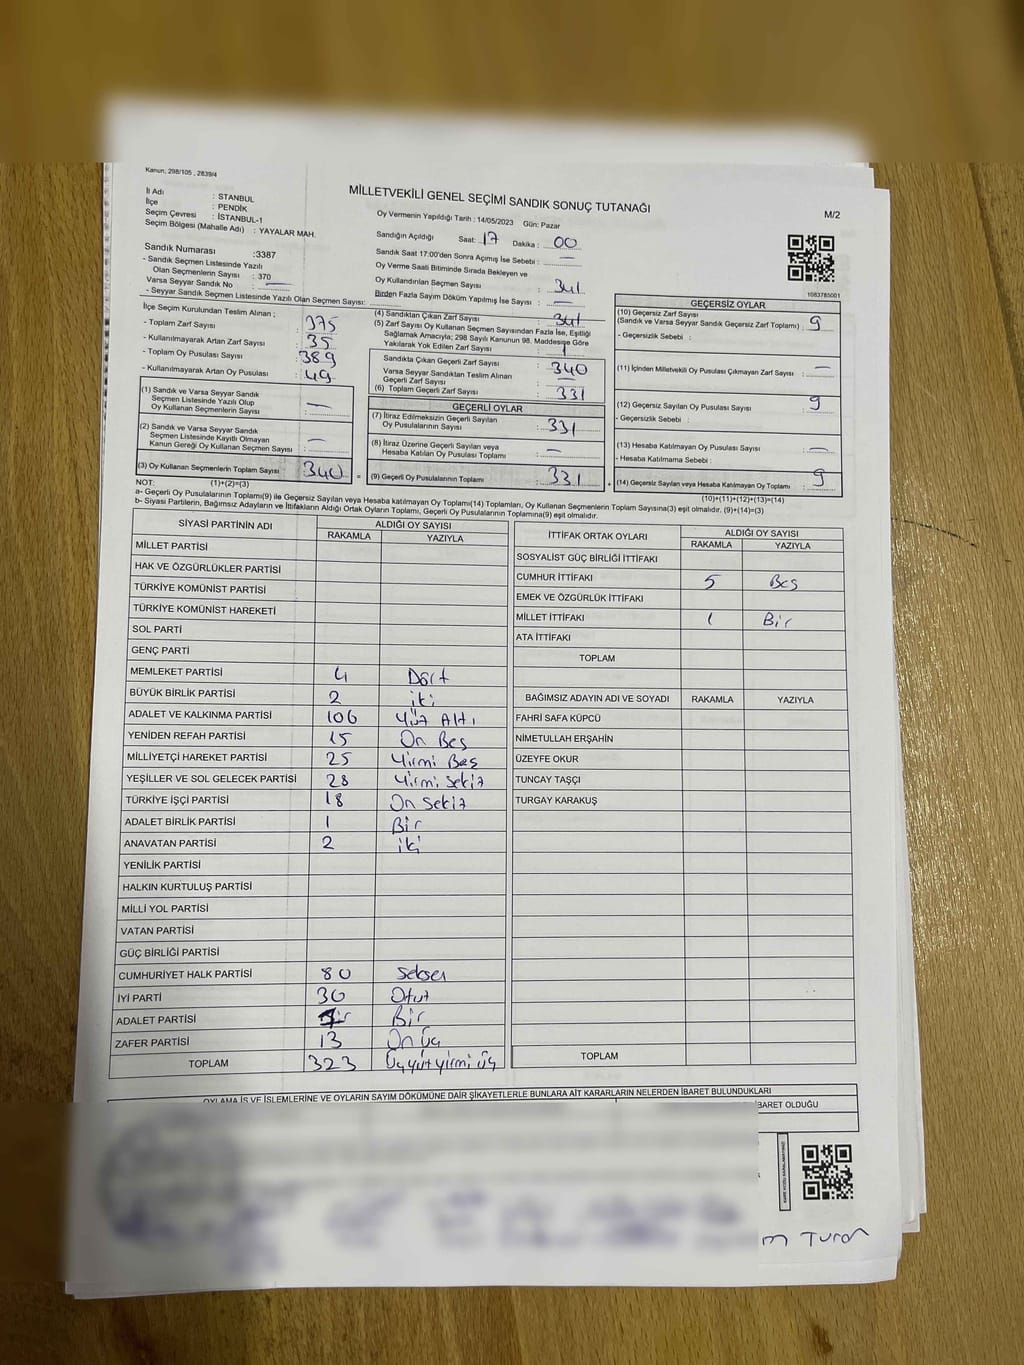 Kanun, 298/105 , 2839/4
MİLLETVEKİLİ GENEL SEÇİMİ SANDIK SONUÇ TUTANAĞI
M/2
İl Adı : İSTANBUL
İlçe : PENDİK
Seçim Çevresi : İSTANBUL-1
Seçim Bölgesi (Mahalle Adı) : YAYALAR MAH.
Sandık Numarası :3387
- Sandık Seçmen Listesinde Yazılı
Olan Seçmenlerin Sayısı : 370
Varsa Seyyar Sandık No : —
- Seyyar Sandık Seçmen Listesinde Yazılı Olan Seçmen Sayısı:
Oy Vermenin Yapıldığı Tarih : 14/05/2023 Gün: Pazar
Sandığın Açıldığı Saat: 17 Dakika : 00
Sandık Saat 17:00'den Sonra Açımış İse Sebebi : —
Oy Verme Saati Bitiminde Sırada Bekleyen ve
Oy Kullandırılan Seçmen Sayısı : 341
Birden Fazla Sayım Döküm Yapılmış İse Sayısı : —
1083785001
İlçe Seçim Kurulundan Teslim Alınan ;
- Toplam Zarf Sayısı : 375
- Kullanılmayarak Artan Zarf Sayısı : 35
- Toplam Oy Pusulası Sayısı : 389
- Kullanılmayarak Artan Oy Pusulası : 49
(1) Sandık ve Varsa Seyyar Sandık
Seçmen Listesinde Yazılı Olup
Oy Kullanan Seçmenlerin Sayısı : —
(2) Sandık ve Varsa Seyyar Sandık
Seçmen Listesinde Kayıtlı Olmayan
Kanun Gereği Oy Kullanan Seçmen Sayısı : —
(3) Oy Kullanan Seçmenlerin Toplam Sayısı 340
(4) Sandıktan Çıkan Zarf Sayısı : 341
(5) Zarf Sayısı Oy Kullanan Seçmen Sayısından Fazla İse, Eşitliği
Sağlamak Amacıyla; 298 Sayılı Kanunun 98. Maddesine Göre
Yakılarak Yok Edilen Zarf Sayısı : 1
Sandıkta Çıkan Geçerli Zarf Sayısı : 340
Varsa Seyyar Sandıktan Teslim Alınan
Geçerli Zarf Sayısı : —
(6) Toplam Geçerli Zarf Sayısı : 331
GEÇERLİ OYLAR
(7) İtiraz Edilmeksizin Geçerli Sayılan
Oy Pusulalarının Sayısı : 331
(8) İtiraz Üzerine Geçerli Sayılan veya
Hesaba Katılan Oy Pusulası Toplamı : —
(9) Geçerli Oy Pusulalarının Toplamı : 331
GEÇERSİZ OYLAR
(10) Geçersiz Zarf Sayısı
(Sandık ve Varsa Seyyar Sandık Geçersiz Zarf Toplamı) : 9
- Geçersizlik Sebebi :
(11) İçinden Milletvekili Oy Pusulası Çıkmayan Zarf Sayısı : —
(12) Geçersiz Sayılan Oy Pusulası Sayısı : 9
- Geçersizlik Sebebi :
(13) Hesaba Katılmayan Oy Pusulası Sayısı : —
- Hesaba Katılmama Sebebi :
(14) Geçersiz Sayılan veya Hesaba Katılmayan Oy Toplamı : 9
NOT: (1)+(2)=(3)
(10)+(11)+(12)+(13)=(14)
a- Geçerli Oy Pusulalarının Toplamı(9) ile Geçersiz Sayılan veya Hesaba katılmayan Oy Toplamı(14) Toplamları, Oy Kullanan Seçmenlerin Toplam Sayısına(3) eşit olmalıdır. (9)+(14)=(3)
b- Siyasi Partilerin, Bağımsız Adayların ve İttifakların Aldığı Ortak Oyların Toplamı, Geçerli Oy Pusulalarının Toplamına(9) eşit olmalıdır.
SİYASİ PARTİNİN ADI ALDIĞI OY SAYISI
RAKAMLA YAZIYLA
MİLLET PARTİSİ
HAK VE ÖZGÜRLÜKLER PARTİSİ
TÜRKİYE KOMÜNİST PARTİSİ
TÜRKİYE KOMÜNİST HAREKETİ
SOL PARTİ
GENÇ PARTİ
MEMLEKET PARTİSİ 4 Dört
BÜYÜK BİRLİK PARTİSİ 2 iki
ADALET VE KALKINMA PARTİSİ 106 Yüz Altı
YENİDEN REFAH PARTİSİ 15 On Beş
MİLLİYETÇİ HAREKET PARTİSİ 25 Yirmi Beş
YEŞİLLER VE SOL GELECEK PARTİSİ 28 Yirmi sekiz
TÜRKİYE İŞÇİ PARTİSİ 18 On sekiz
ADALET BİRLİK PARTİSİ 1 Bir
ANAVATAN PARTİSİ 2 iki
YENİLİK PARTİSİ
HALKIN KURTULUŞ PARTİSİ
MİLLİ YOL PARTİSİ
VATAN PARTİSİ
GÜÇ BİRLİĞİ PARTİSİ
CUMHURİYET HALK PARTİSİ 80 seksen
İYİ PARTİ 30 Otuz
ADALET PARTİSİ Bir
ZAFER PARTİSİ 13 On üç
TOPLAM 323 Üçyüzyirmi üç
İTTİFAK ORTAK OYLARI ALDIĞI OY SAYISI
RAKAMLA YAZIYLA
SOSYALİST GÜÇ BİRLİĞİ İTTİFAKI
CUMHUR İTTİFAKI 5 Beş
EMEK VE ÖZGÜRLÜK İTTİFAKI
MİLLET İTTİFAKI 1 Bir
ATA İTTİFAKI
TOPLAM
BAĞIMSIZ ADAYIN ADI VE SOYADI RAKAMLA YAZIYLA
FAHRİ SAFA KÜPCÜ
NİMETULLAH ERŞAHİN
ÜZEYFE OKUR
TUNCAY TAŞÇI
TURGAY KARAKUŞ
TOPLAM
OYLAMA İŞ VE İŞLEMLERİNE VE OYLARIN SAYIM DÖKÜMÜNE DAİR ŞİKAYETLERLE BUNLARA AİT KARARLARIN NELERDEN İBARET BULUNDUKLARI
İBARET OLDUĞU
m Turan